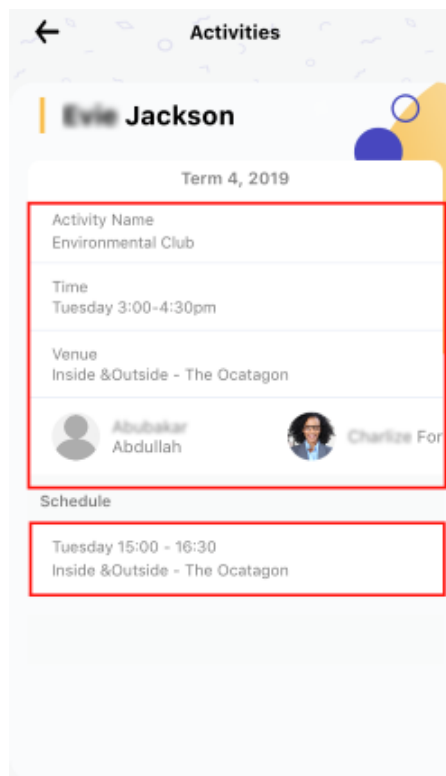 Activities
Jackson
Term 4, 2019
Activity Name
Environmental Club
Time
Tuesday 3:00-4:30pm
Venue
Inside &Outside - The Ocatagon
Abdullah
For
Schedule
Tuesday 15:00 - 16:30
Inside &Outside - The Ocatagon